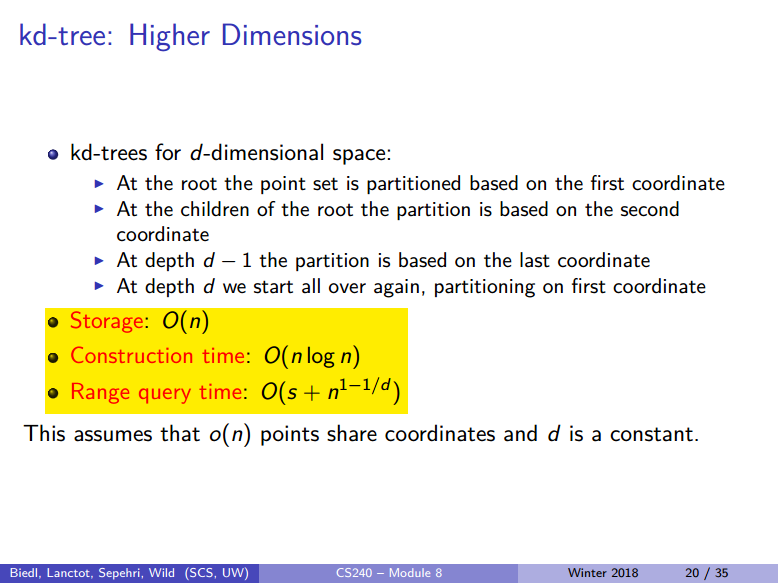 kd-tree: Higher Dimensions
kd-trees for d-dimensional space:
At the root the point set is partitioned based on the first coordinate
At the children of the root the partition is based on the second
coordinate
At depth d − 1 the partition is based on the last coordinate
At depth d we start all over again, partitioning on first coordinate
Storage: O(n)
Construction time: O(n log n)
Range query time: O(s + n^{1−1/d})
This assumes that o(n) points share coordinates and d is a constant.
Biedl, Lanctot, Sepehri, Wild (SCS, UW) CS240 – Module 8 Winter 2018 20 / 35